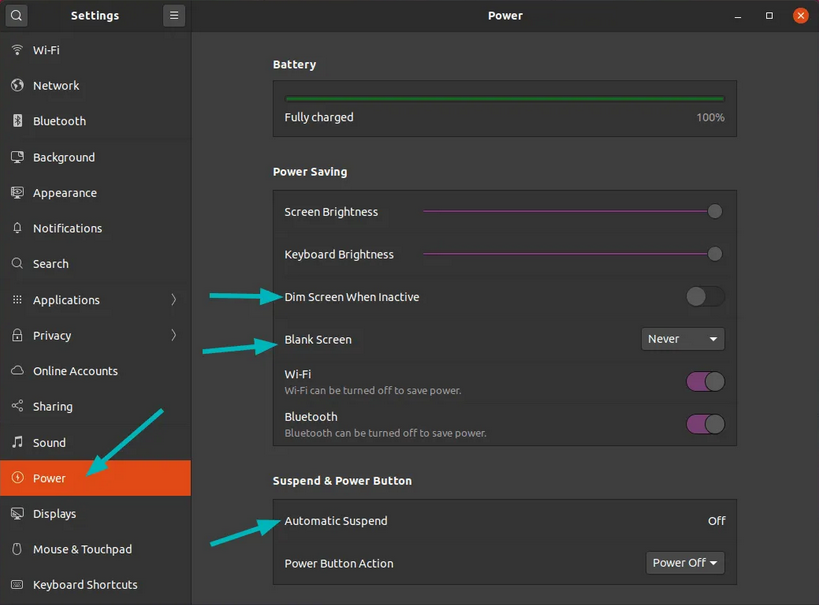 Settings
Power
Wi-Fi
Network
Bluetooth
Background
Appearance
Notifications
Search
Applications
Privacy
Online Accounts
Sharing
Sound
Power
Displays
Mouse & Touchpad
Keyboard Shortcuts
Battery
Fully charged 100%
Power Saving
Screen Brightness
Keyboard Brightness
Dim Screen When Inactive
Blank Screen Never
Wi-Fi
Wi-Fi can be turned off to save power.
Bluetooth
Bluetooth can be turned off to save power.
Suspend & Power Button
Automatic Suspend Off
Power Button Action Power Off